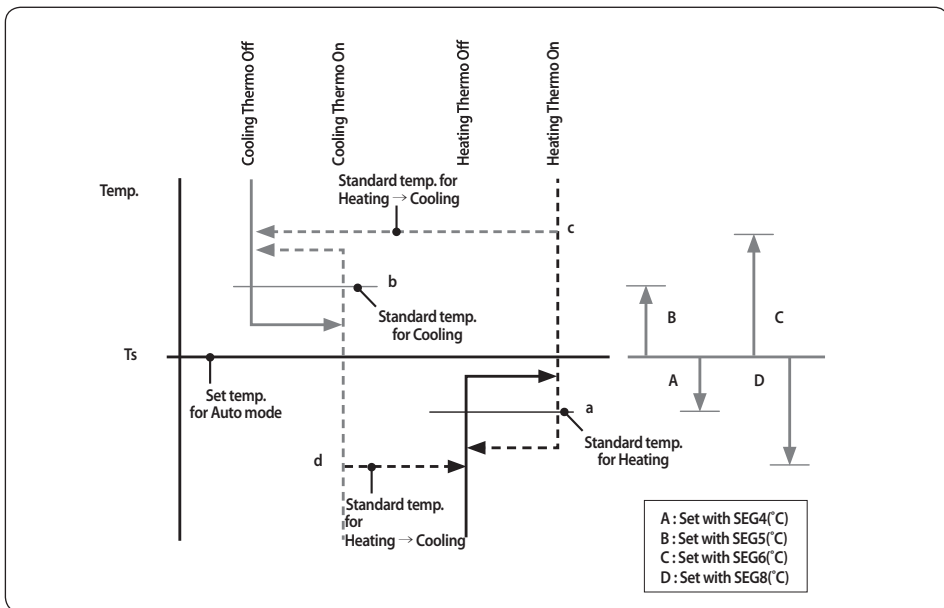 Cooling Thermo Off
Cooling Thermo On
Heating Thermo Off
Heating Thermo On
Temp.
Standard temp. for
Heating → Cooling
c
b
Standard temp.
for Cooling
B
C
Ts
Set temp.
for Auto mode
A
D
a
Standard temp.
for Heating
d
Standard temp.
for
Heating → Cooling
A : Set with SEG4(˚C)
B : Set with SEG5(˚C)
C : Set with SEG6(˚C)
D : Set with SEG8(˚C)